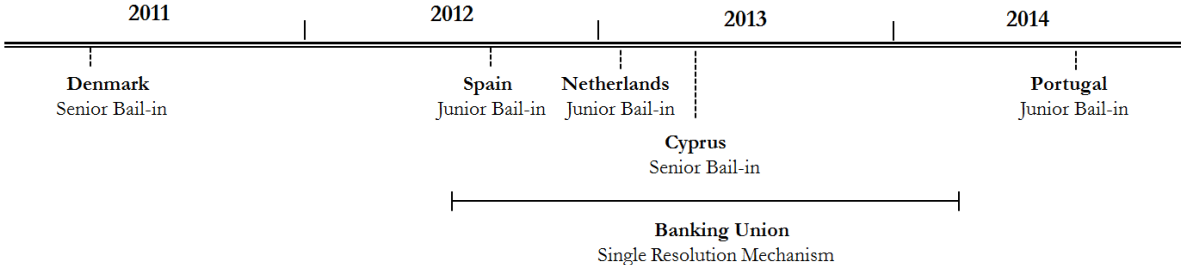 2011 2012 2013 2014
Denmark
Senior Bail-in
Spain
Junior Bail-in
Netherlands
Junior Bail-in
Portugal
Junior Bail-in
Cyprus
Senior Bail-in
Banking Union
Single Resolution Mechanism